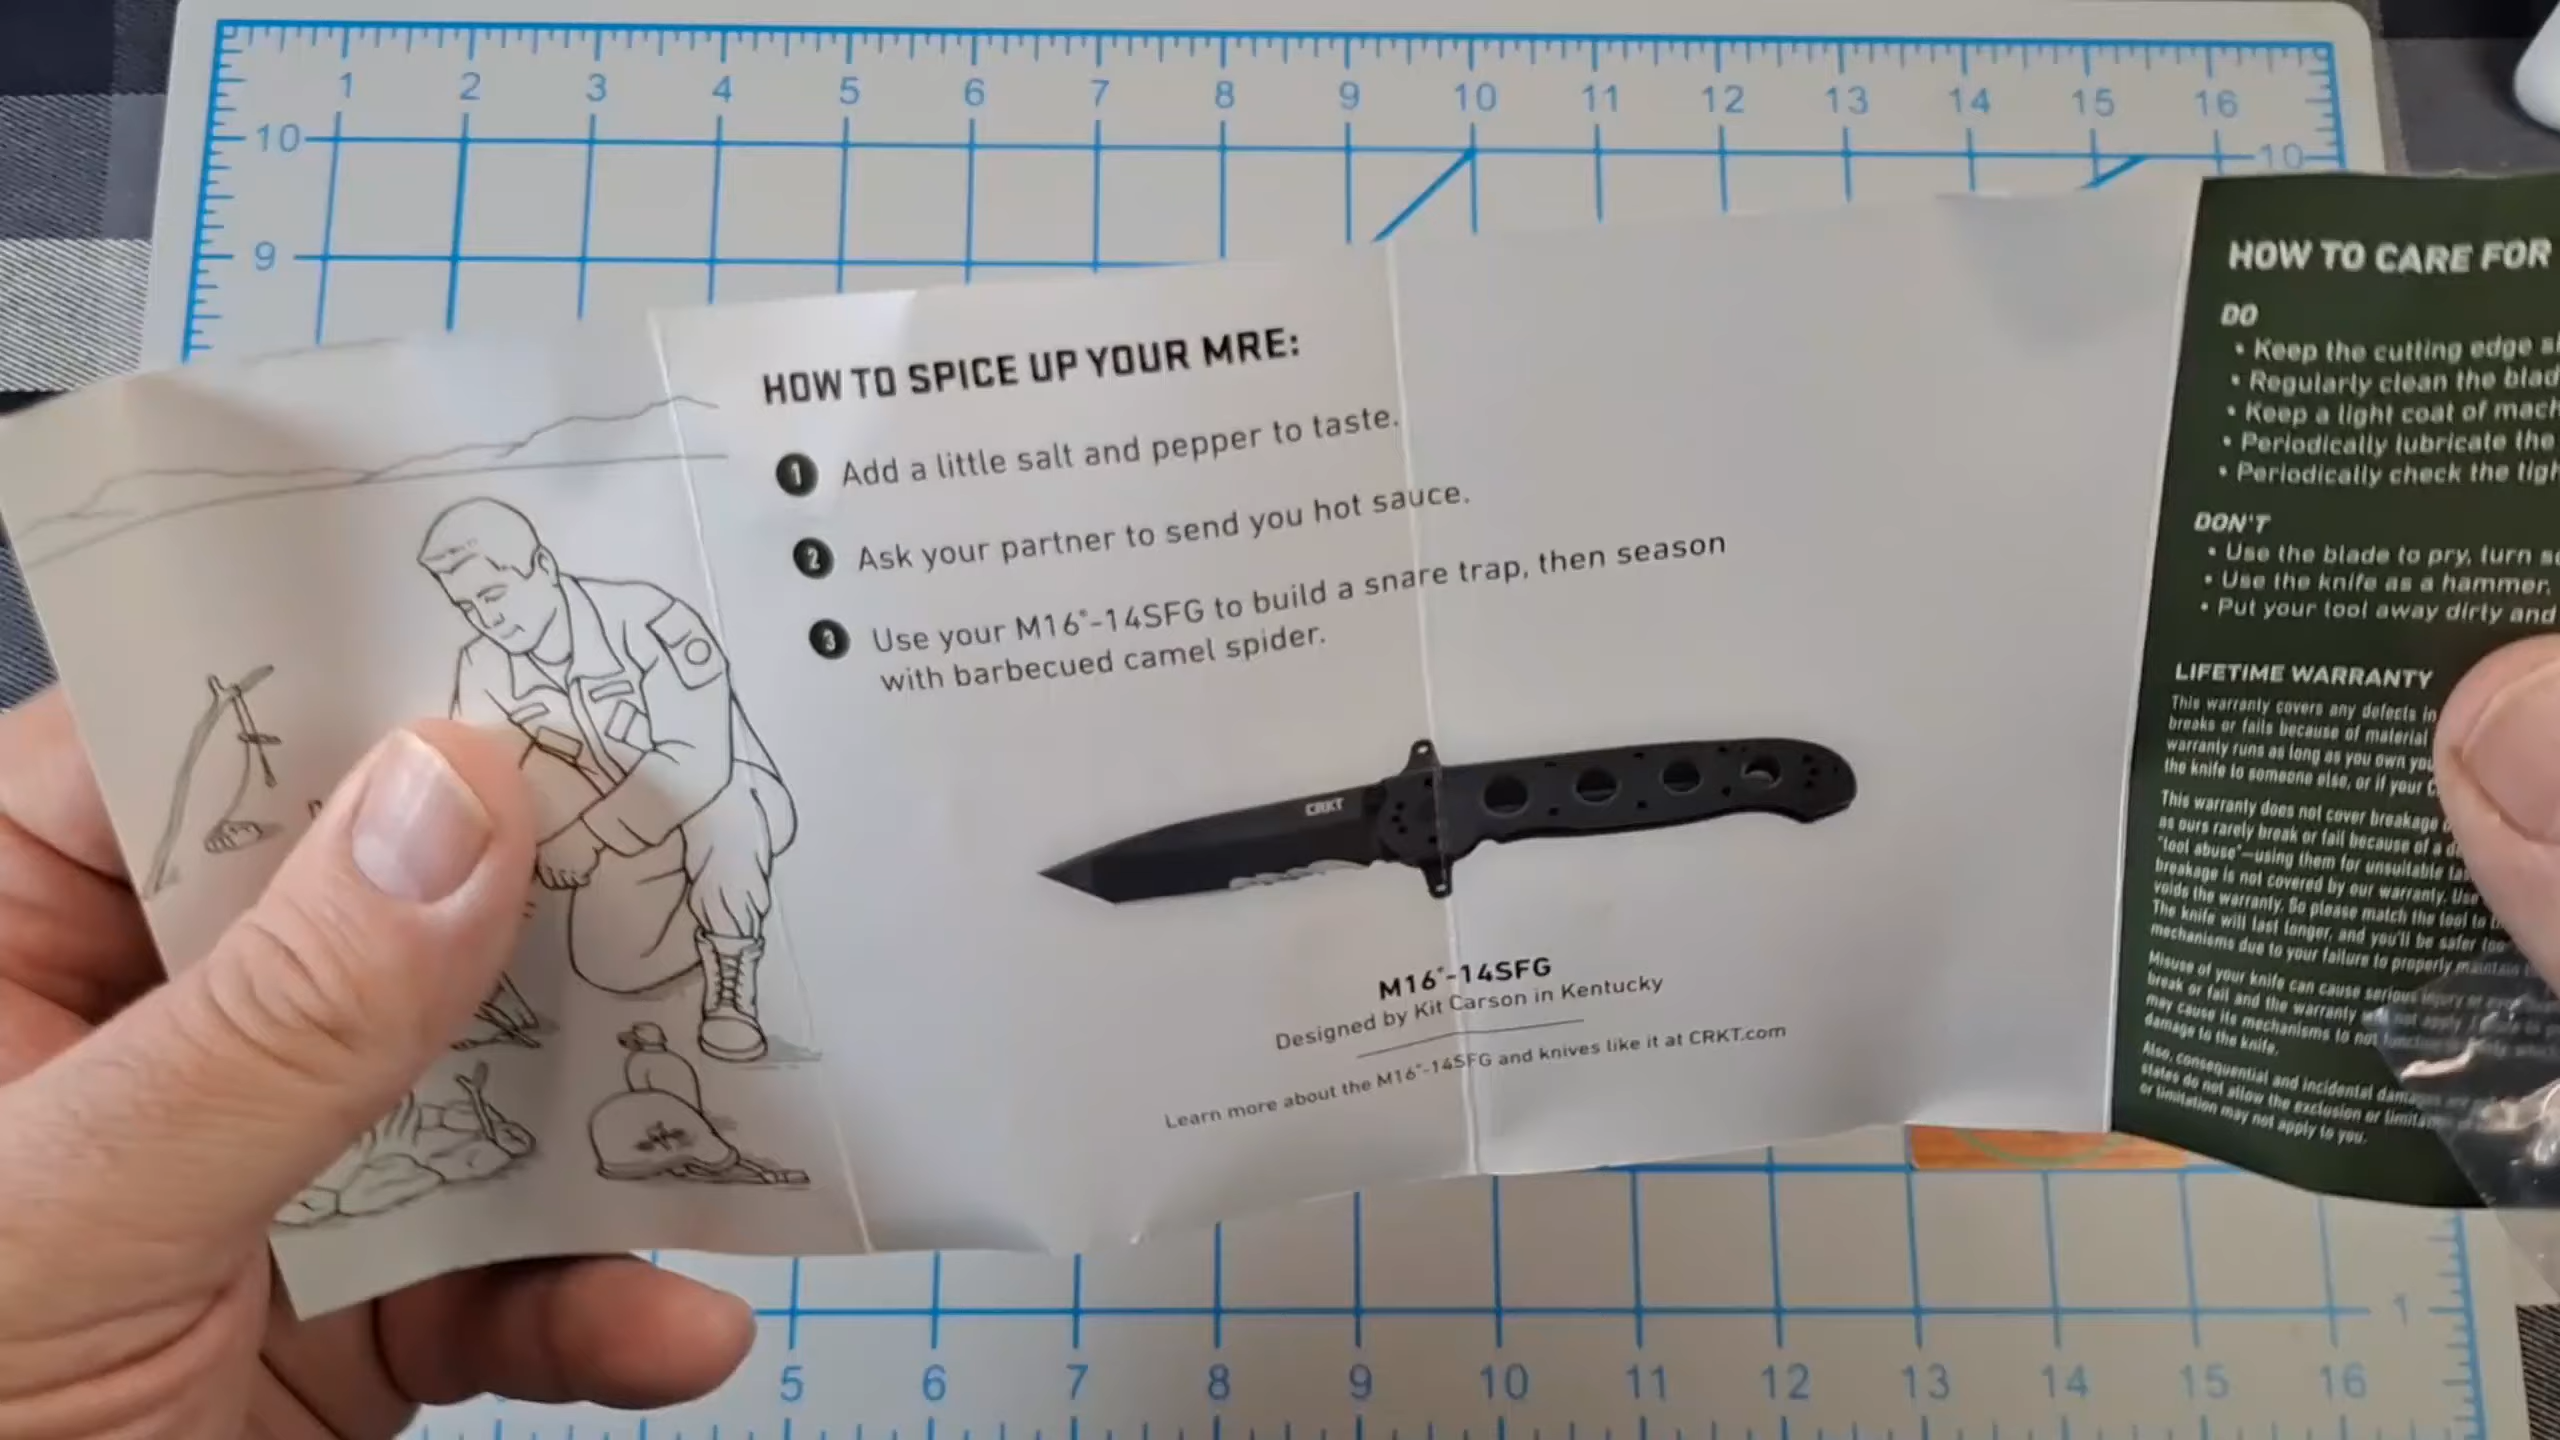 1 2 3 4 5 6 7 8 9 10 11 12 13 14 15 16
10 10
9
HOW TO SPICE UP YOUR MRE:
1 Add a little salt and pepper to taste.
2 Ask your partner to send you hot sauce.
3 Use your M16®-14SFG to build a snare trap, then season
with barbecued camel spider.
CRKT
M16®-14SFG
Designed by Kit Carson in Kentucky
Learn more about the M16®-14SFG and knives like it at CRKT.com
HOW TO CARE FOR
DO
• Keep the cutting edge
• Regularly clean the
• Keep a light coat of
• Periodically lubricate the
• Periodically check the
DON'T
• Use the blade to pry, turn
• Use the knife as a hammer,
• Put your tool away dirty and
LIFETIME WARRANTY
This warranty covers any defects in
breaks or fails because of material
warranty runs as long as you own
the knife to someone else, or if your
This warranty does not cover breakage
as ours rarely break or fail because of a
"tool abuse"—using them for unsuitable
breakage is not covered by our warranty.
voids the warranty. So please match the tool to
The knife will last longer, and you'll be safer
mechanisms due to your failure to properly maintain
Misuse of your knife can cause serious injury
break or fail and the warranty not apply
may cause its mechanisms to not function
damage to the knife.
Also, consequential and incidental
states do not allow the exclusion or
or limitation may not apply to you.
1
5 6 7 8 9 10 11 12 13 14 15 16